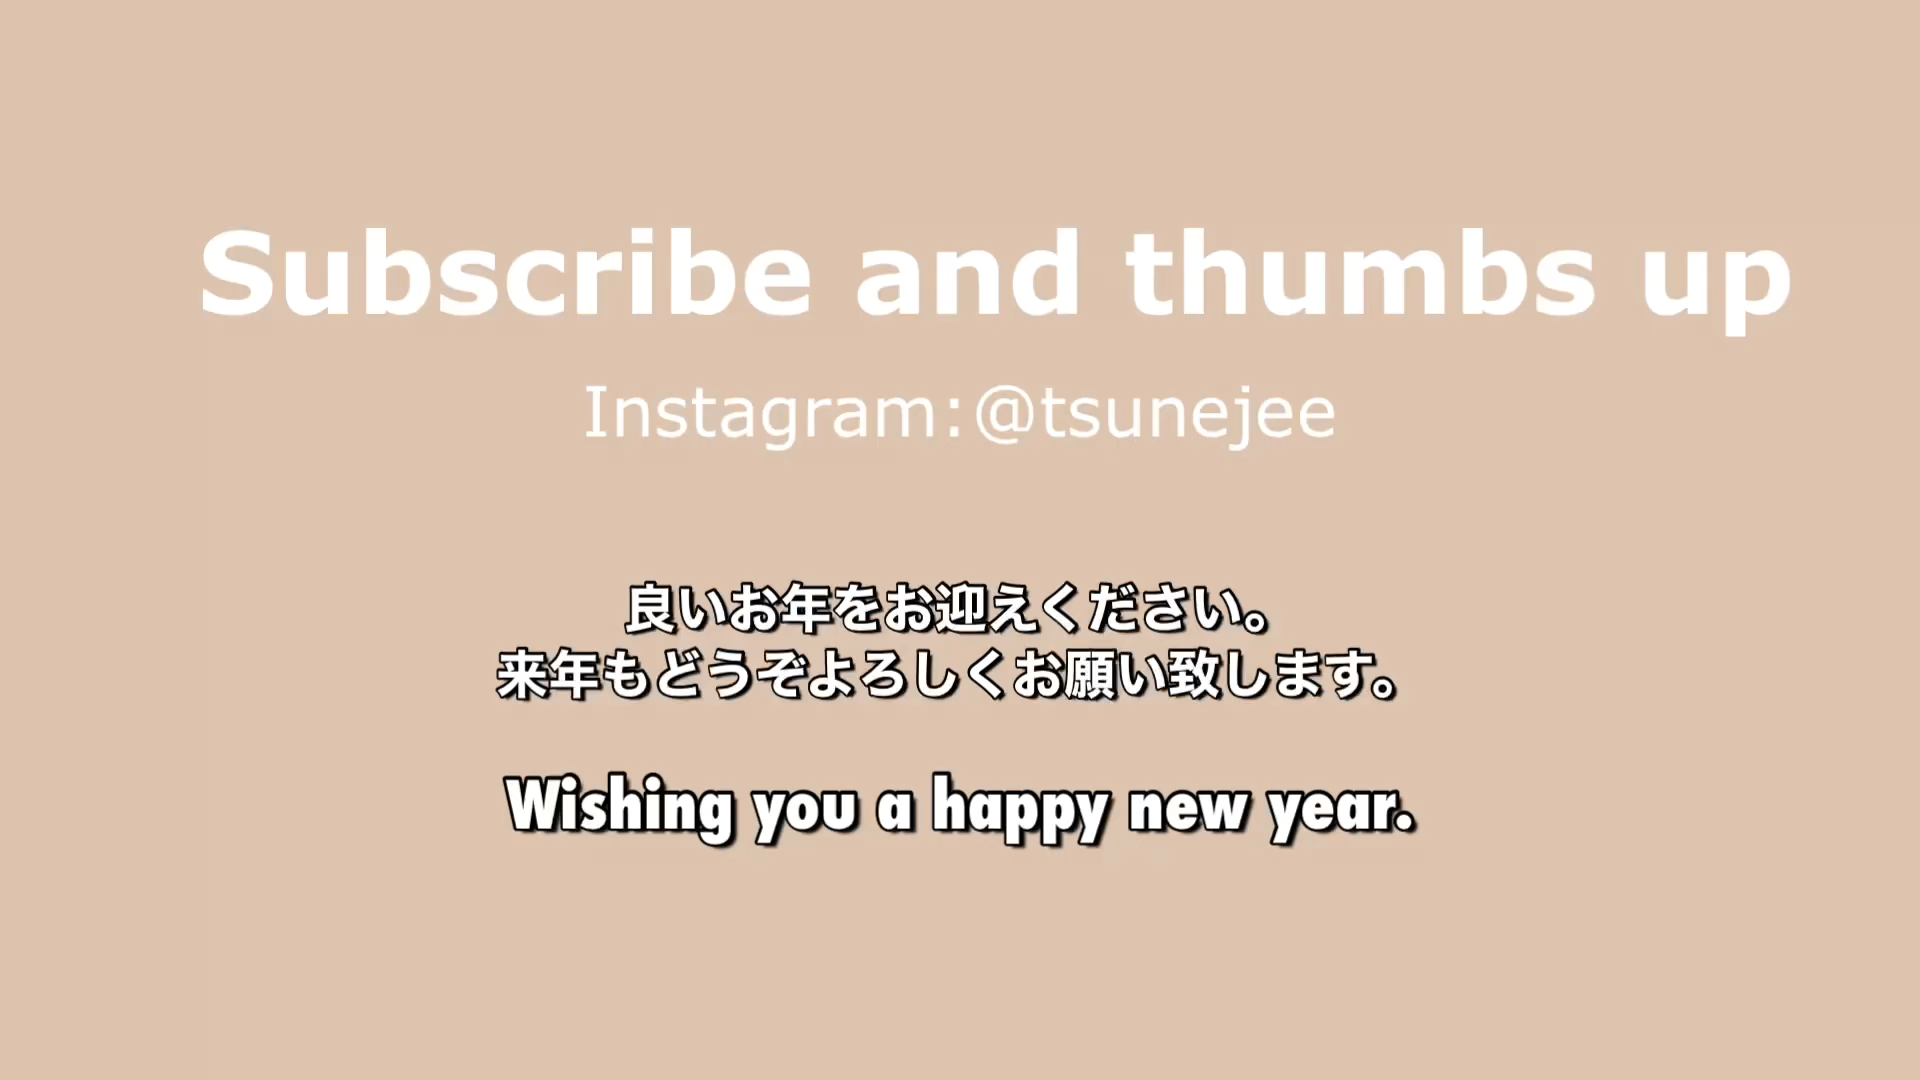 Subscribe and thumbs up
Instagram:@tsunejee
良いお年をお迎えください。
来年もどうぞよろしくお願い致します。
Wishing you a happy new year.